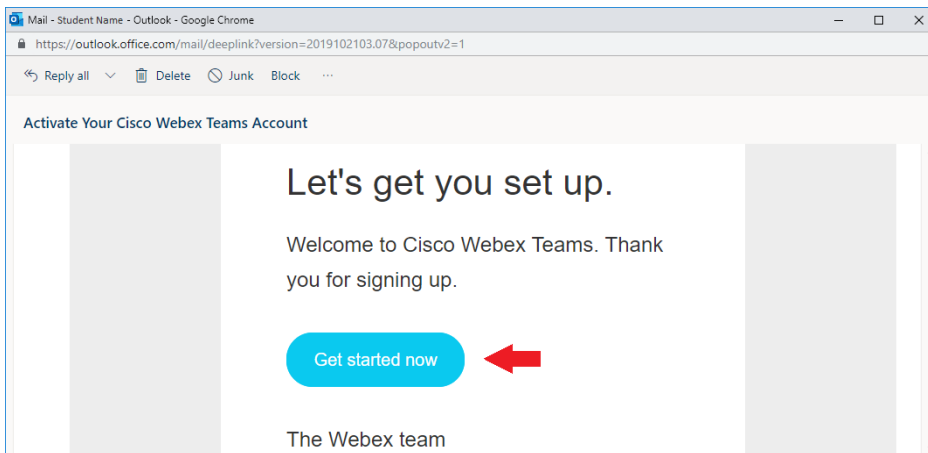 Mail - Student Name - Outlook - Google Chrome
https://outlook.office.com/mail/deeplink?version=2019102103.07&popoutv2=1
Reply all Delete Junk Block ...
Activate Your Cisco Webex Teams Account
Let's get you set up.
Welcome to Cisco Webex Teams. Thank
you for signing up.
Get started now
The Webex team